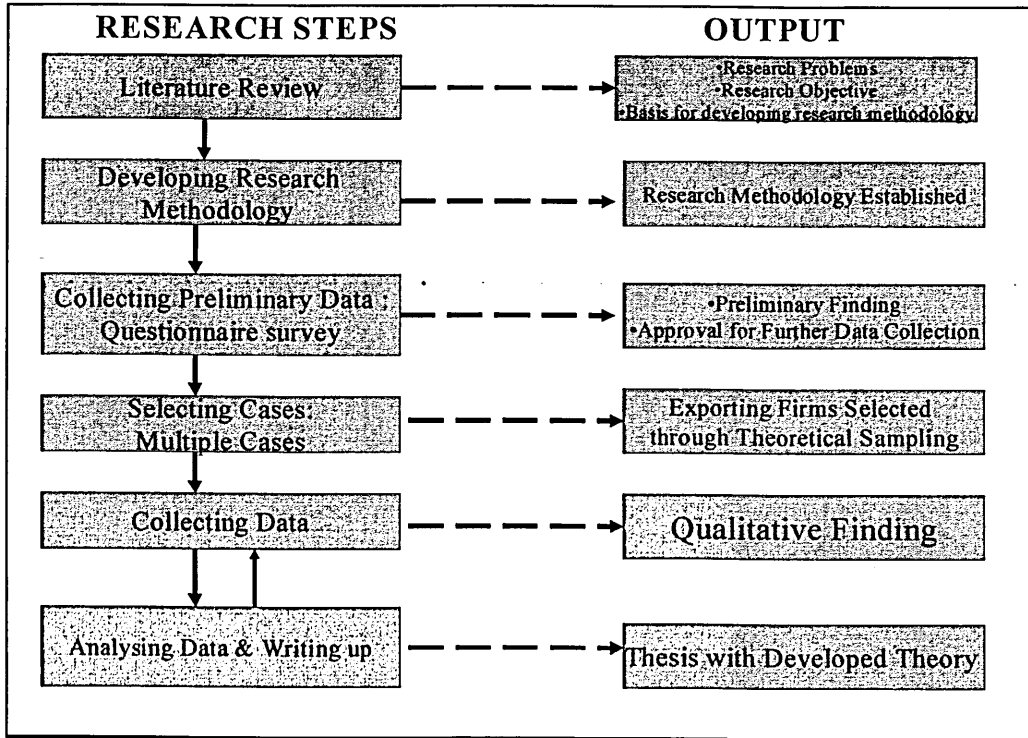 RESEARCH STEPS
OUTPUT
Literature Review
•Research Problems
•Research Objective
•Basis for developing research methodology
Developing Research
Methodology
Research Methodology Established
Collecting Preliminary Data :
Questionnaire survey
•Preliminary Finding
•Approval for Further Data Collection
Selecting Cases:
Multiple Cases
Exporting Firms Selected
through Theoretical Sampling
Collecting Data
Qualitative Finding
Analysing Data & Writing up
Thesis with Developed Theory